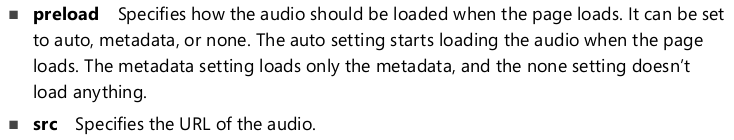 ■ preload Specifies how the audio should be loaded when the page loads. It can be set
to auto, metadata, or none. The auto setting starts loading the audio when the page
loads. The metadata setting loads only the metadata, and the none setting doesn't
load anything.
■ src Specifies the URL of the audio.